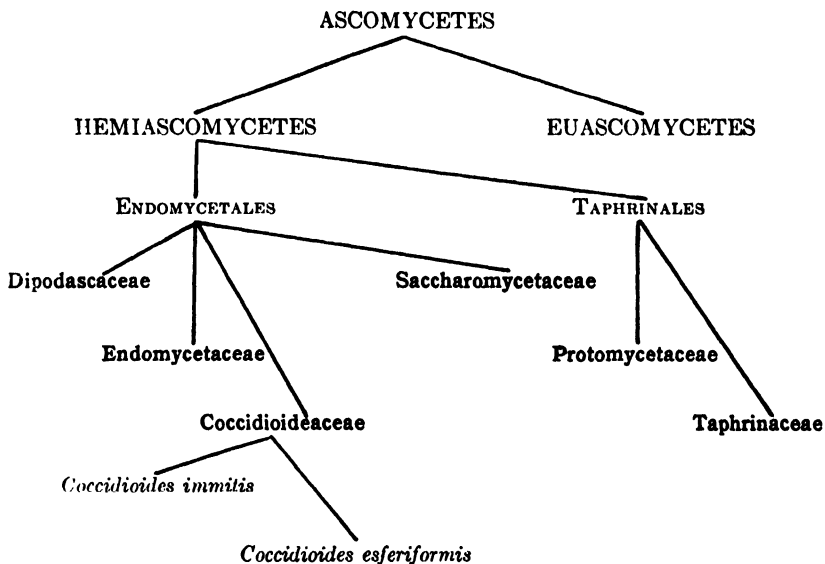 ASCOMYCETES
HEMIASCOMYCETES EUASCOMYCETES
ENDOMYCETALES TAPHRINALES
Dipodascaceae Saccharomycetaceae
Endomycetaceae Protomycetaceae
Coccidioideaceae Taphrinaceae
Coccidioides immitis
Coccidioides esferiformis